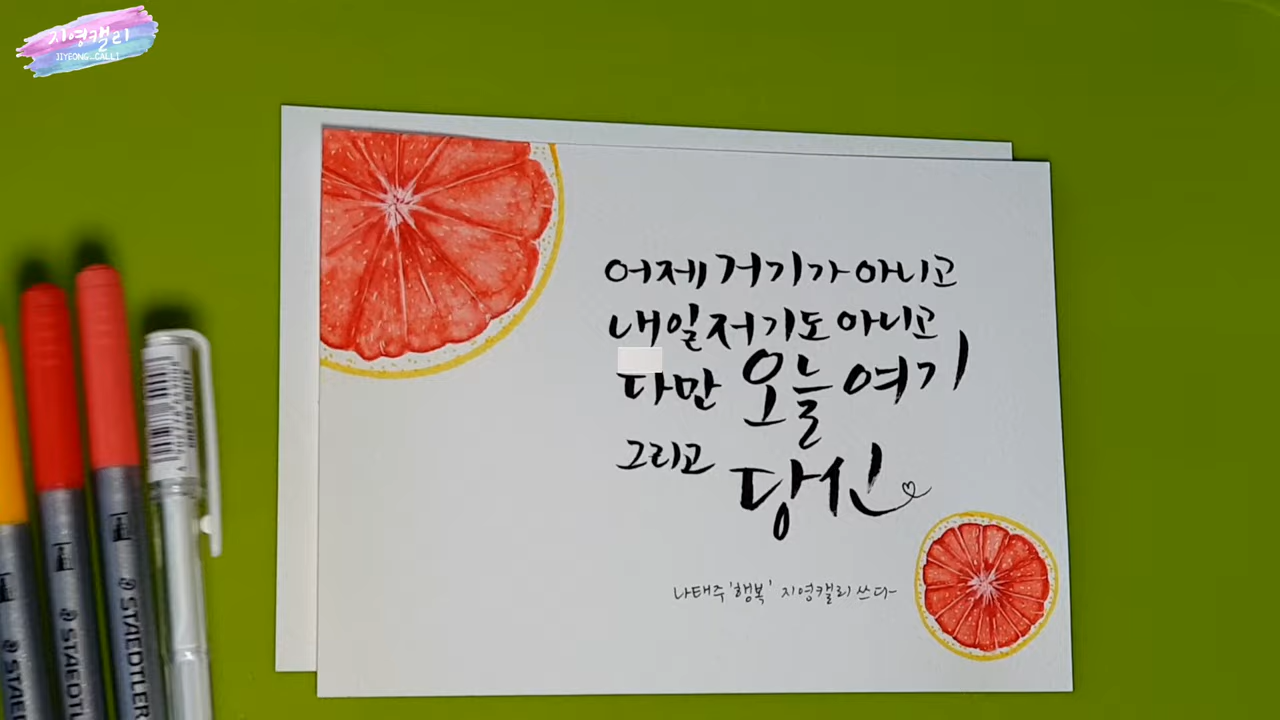 지영캘리
JIYEONG_CALLI
어제 거기가 아니고
내일 저기도 아니고
다만 오늘 여기
그리고 당신
나태주 '행복' 지영캘리 쓰다
STAEDTLER
STAEDTLER
STAEDTLER